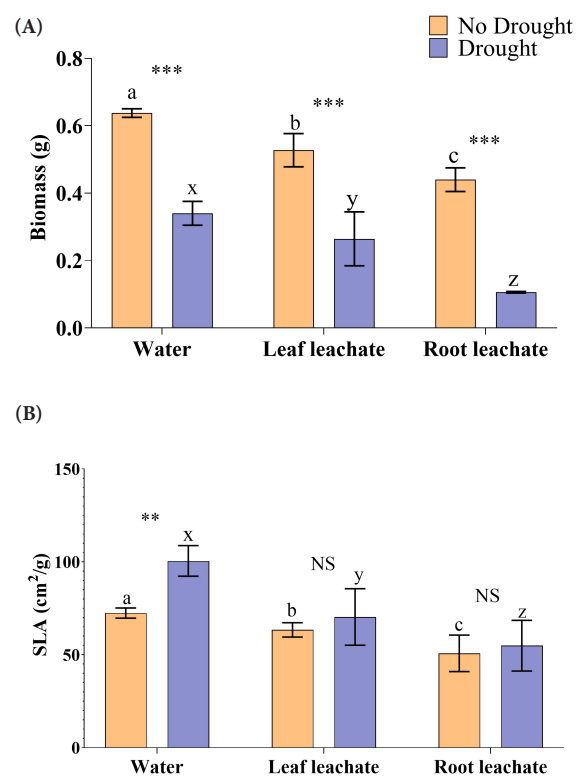 (A)
No Drought
Drought
Biomass (g)
0.8
0.6
0.4
0.2
0.0
a
***
x
b
***
y
c
***
z
Water
Leaf leachate
Root leachate
(B)
SLA (cm²/g)
150
100
50
0
a
**
x
b
NS
y
c
NS
z
Water
Leaf leachate
Root leachate